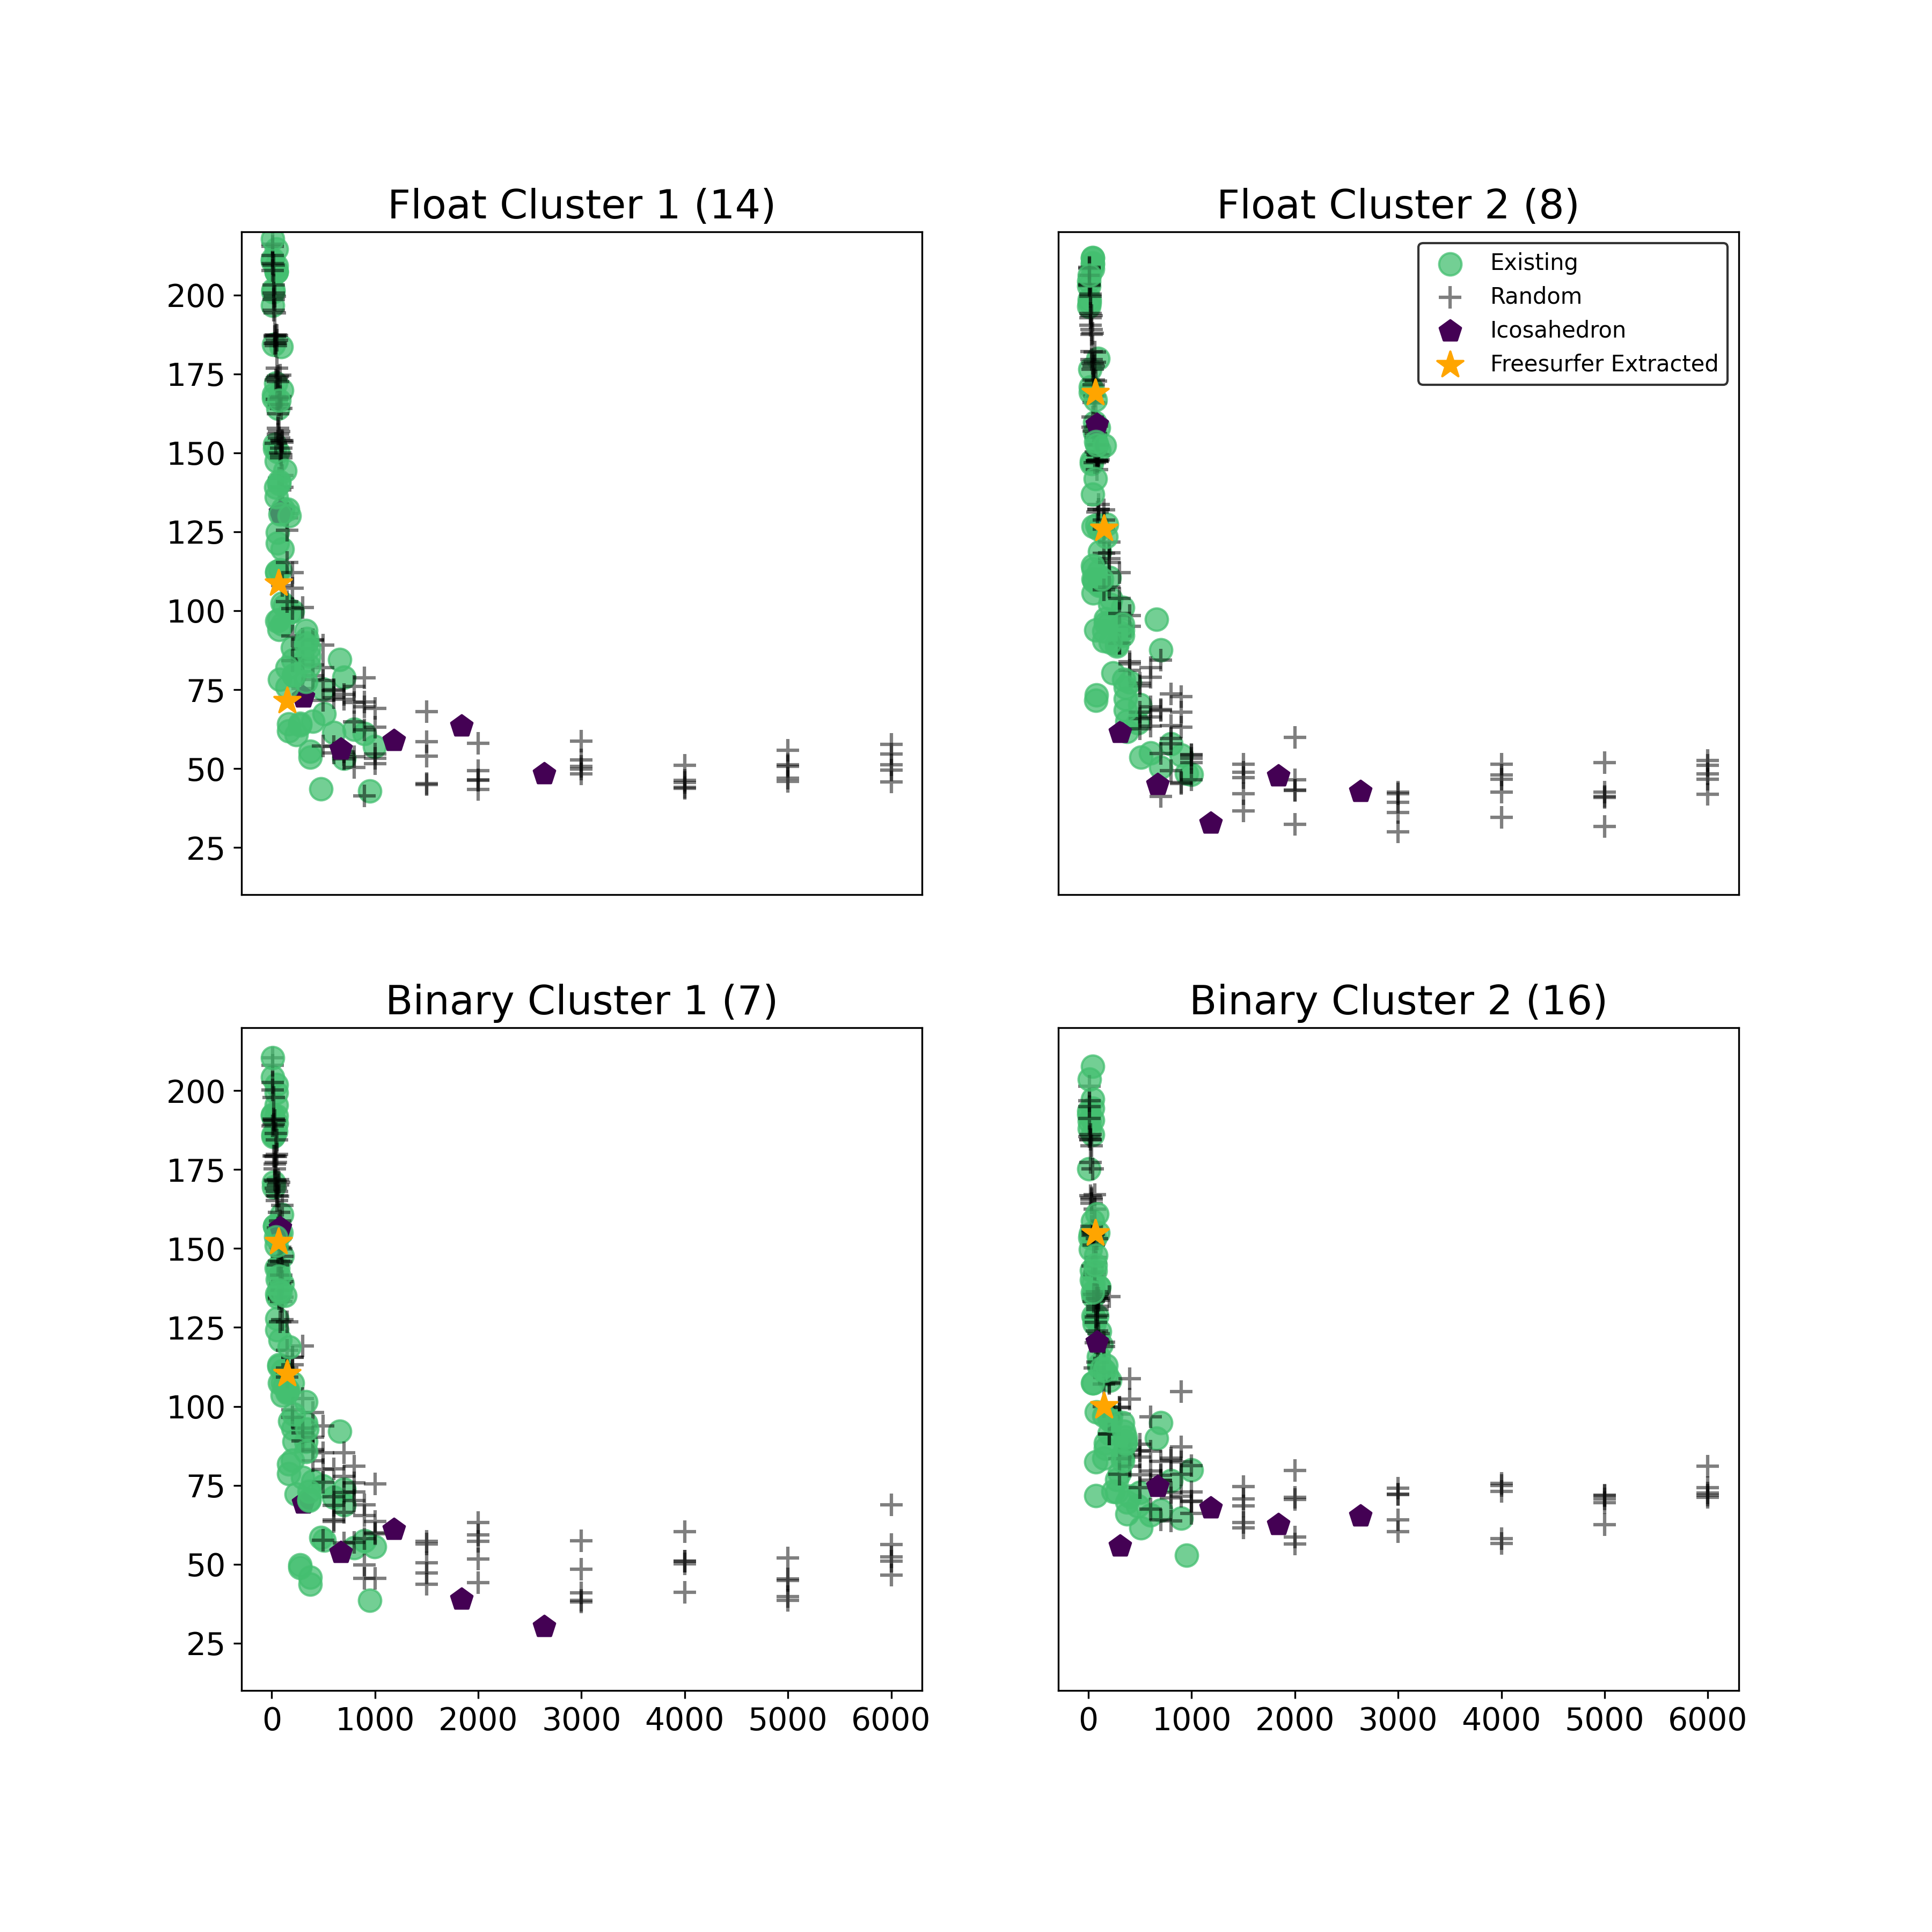 Float Cluster 1 (14)
Float Cluster 2 (8)
200
175
150
125
100
75
50
25
Existing
Random
Icosahedron
Freesurfer Extracted
Binary Cluster 1 (7)
Binary Cluster 2 (16)
200
175
150
125
100
75
50
25
0 1000 2000 3000 4000 5000 6000
0 1000 2000 3000 4000 5000 6000